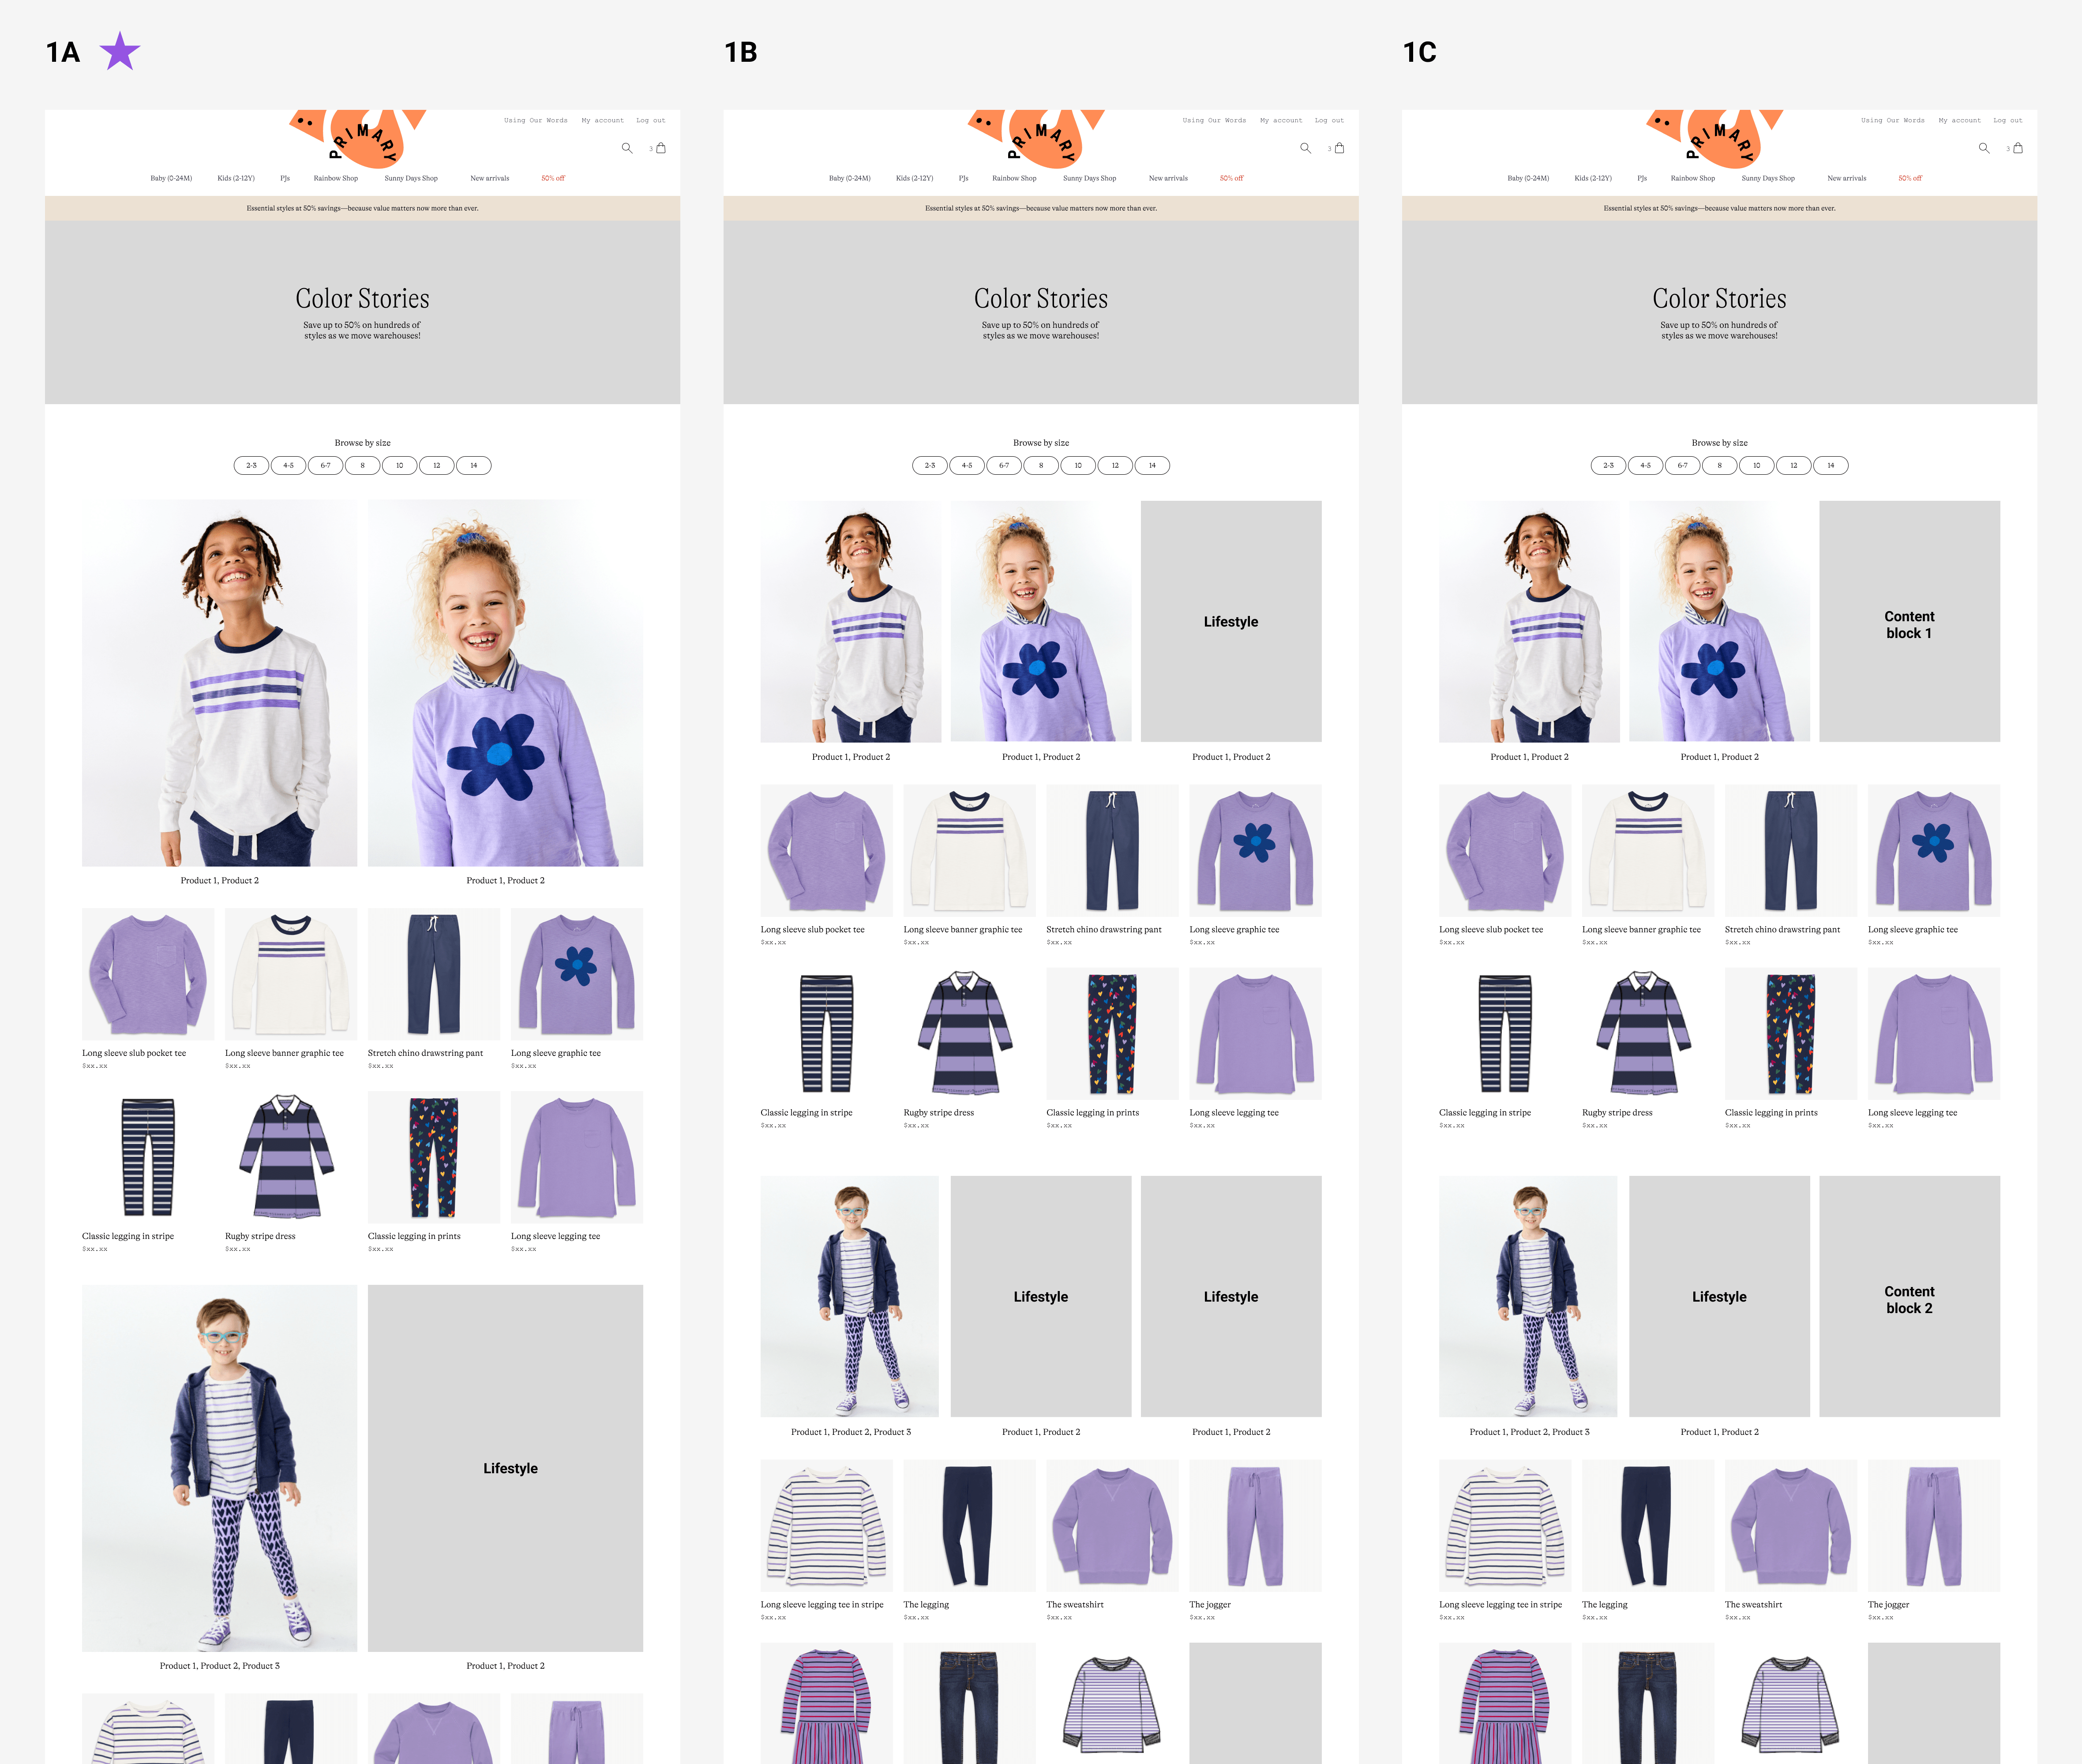 1A
PRIMARY
Using Our Words My account Log out
3
Baby (0-24M) Kids (2-12Y) PJs Rainbow Shop Sunny Days Shop New arrivals 50% off
Essential styles at 50% savings—because value matters now more than ever.
Color Stories
Save up to 50% on hundreds of
styles as we move warehouses!
Browse by size
2-3 4-5 6-7 8 10 12 14
Product 1, Product 2 Product 1, Product 2
Long sleeve slub pocket tee Long sleeve banner graphic tee Stretch chino drawstring pant Long sleeve graphic tee
$xx.xx $xx.xx $xx.xx $xx.xx
Classic legging in stripe Rugby stripe dress Classic legging in prints Long sleeve legging tee
$xx.xx $xx.xx $xx.xx $xx.xx
Lifestyle
Product 1, Product 2, Product 3 Product 1, Product 2
1B
PRIMARY
Using Our Words My account Log out
3
Baby (0-24M) Kids (2-12Y) PJs Rainbow Shop Sunny Days Shop New arrivals 50% off
Essential styles at 50% savings—because value matters now more than ever.
Color Stories
Save up to 50% on hundreds of
styles as we move warehouses!
Browse by size
2-3 4-5 6-7 8 10 12 14
Lifestyle
Product 1, Product 2 Product 1, Product 2 Product 1, Product 2
Long sleeve slub pocket tee Long sleeve banner graphic tee Stretch chino drawstring pant Long sleeve graphic tee
$xx.xx $xx.xx $xx.xx $xx.xx
Classic legging in stripe Rugby stripe dress Classic legging in prints Long sleeve legging tee
$xx.xx $xx.xx $xx.xx $xx.xx
Lifestyle Lifestyle
Product 1, Product 2, Product 3 Product 1, Product 2 Product 1, Product 2
Long sleeve legging tee in stripe The legging The sweatshirt The jogger
$xx.xx $xx.xx $xx.xx $xx.xx
1C
PRIMARY
Using Our Words My account Log out
3
Baby (0-24M) Kids (2-12Y) PJs Rainbow Shop Sunny Days Shop New arrivals 50% off
Essential styles at 50% savings—because value matters now more than ever.
Color Stories
Save up to 50% on hundreds of
styles as we move warehouses!
Browse by size
2-3 4-5 6-7 8 10 12 14
Content
block 1
Product 1, Product 2 Product 1, Product 2
Long sleeve slub pocket tee Long sleeve banner graphic tee Stretch chino drawstring pant Long sleeve graphic tee
$xx.xx $xx.xx $xx.xx $xx.xx
Classic legging in stripe Rugby stripe dress Classic legging in prints Long sleeve legging tee
$xx.xx $xx.xx $xx.xx $xx.xx
Lifestyle
Content
block 2
Product 1, Product 2, Product 3 Product 1, Product 2
Long sleeve legging tee in stripe The legging The sweatshirt The jogger
$xx.xx $xx.xx $xx.xx $xx.xx